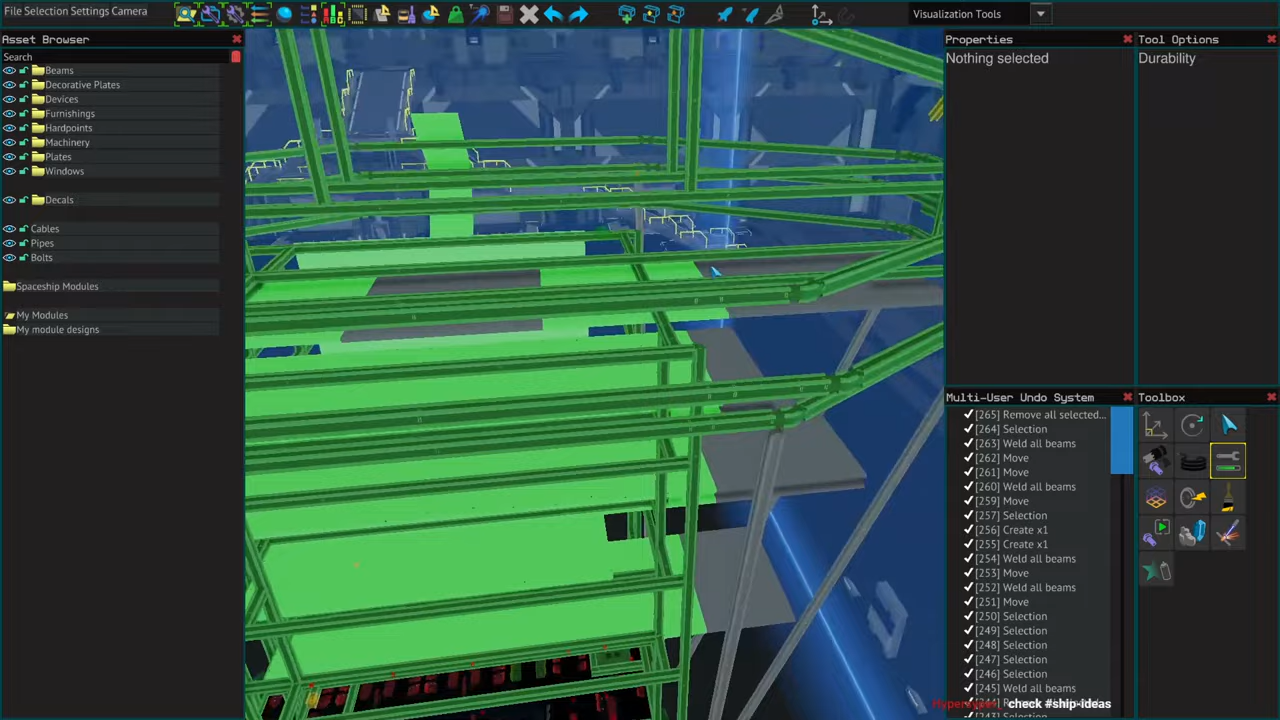 File Selection Settings Camera
Visualization Tools
Asset Browser
Search
Beams
Decorative Plates
Devices
Furnishings
Hardpoints
Machinery
Plates
Windows
Decals
Cables
Pipes
Bolts
Spaceship Modules
My Modules
My module designs
Properties
Nothing selected
Tool Options
Durability
Multi-User Undo System
[265] Remove all selected...
[264] Selection
[263] Weld all beams
[262] Move
[261] Move
[260] Weld all beams
[259] Move
[257] Selection
[256] Create x1
[255] Create x1
[254] Weld all beams
[253] Move
[252] Weld all beams
[251] Move
[250] Selection
[249] Selection
[248] Selection
[247] Selection
[246] Selection
[245] Weld all beams
Toolbox
check #ship-ideas